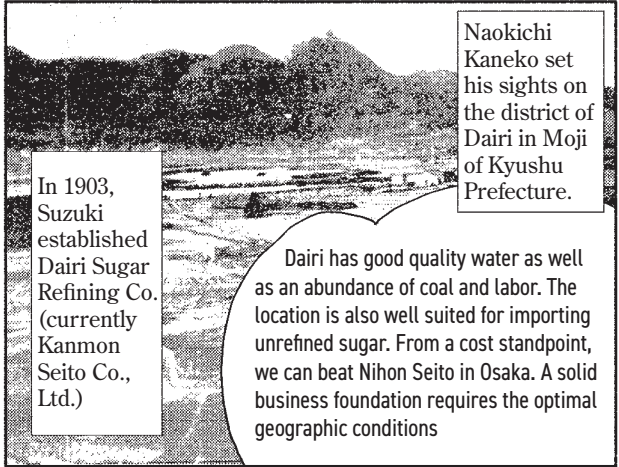 Naokichi
Kaneko set
his sights on
the district of
Dairi in Moji
of Kyushu
Prefecture.
In 1903,
Suzuki
established
Dairi Sugar
Refining Co.
(currently
Kanmon
Seito Co.,
Ltd.)
Dairi has good quality water as well
as an abundance of coal and labor. The
location is also well suited for importing
unrefined sugar. From a cost standpoint,
we can beat Nihon Seito in Osaka. A solid
business foundation requires the optimal
geographic conditions